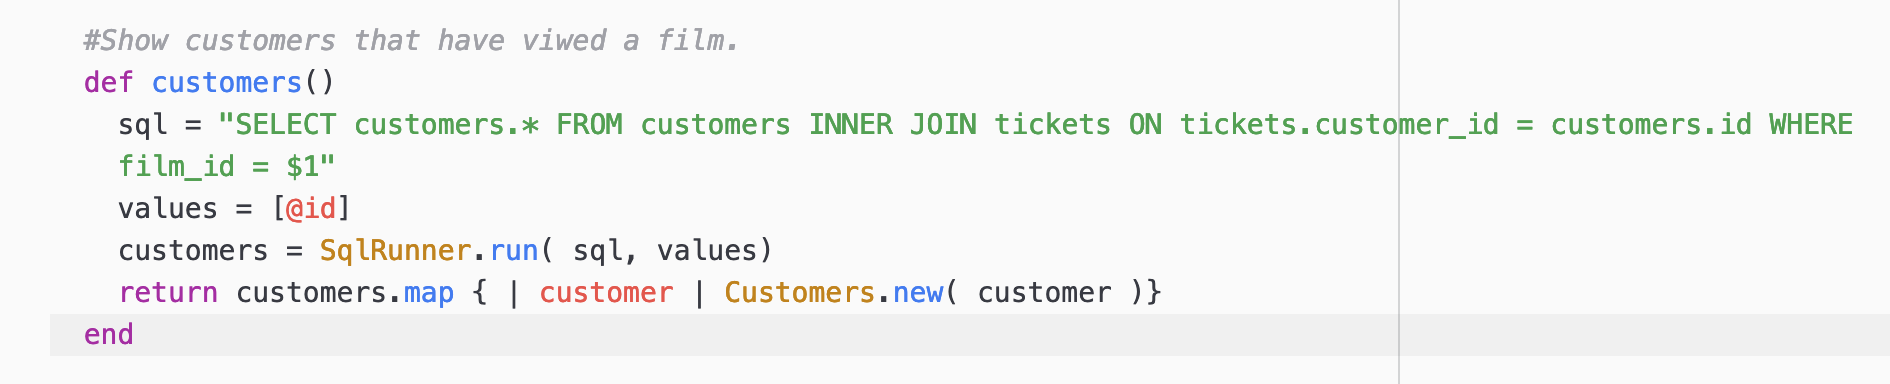 #Show customers that have viwed a film.
def customers()
sql = "SELECT customers.* FROM customers INNER JOIN tickets ON tickets.customer_id = customers.id WHERE
film_id = $1"
values = [@id]
customers = SqlRunner.run( sql, values)
return customers.map { | customer | Customers.new( customer )}
end